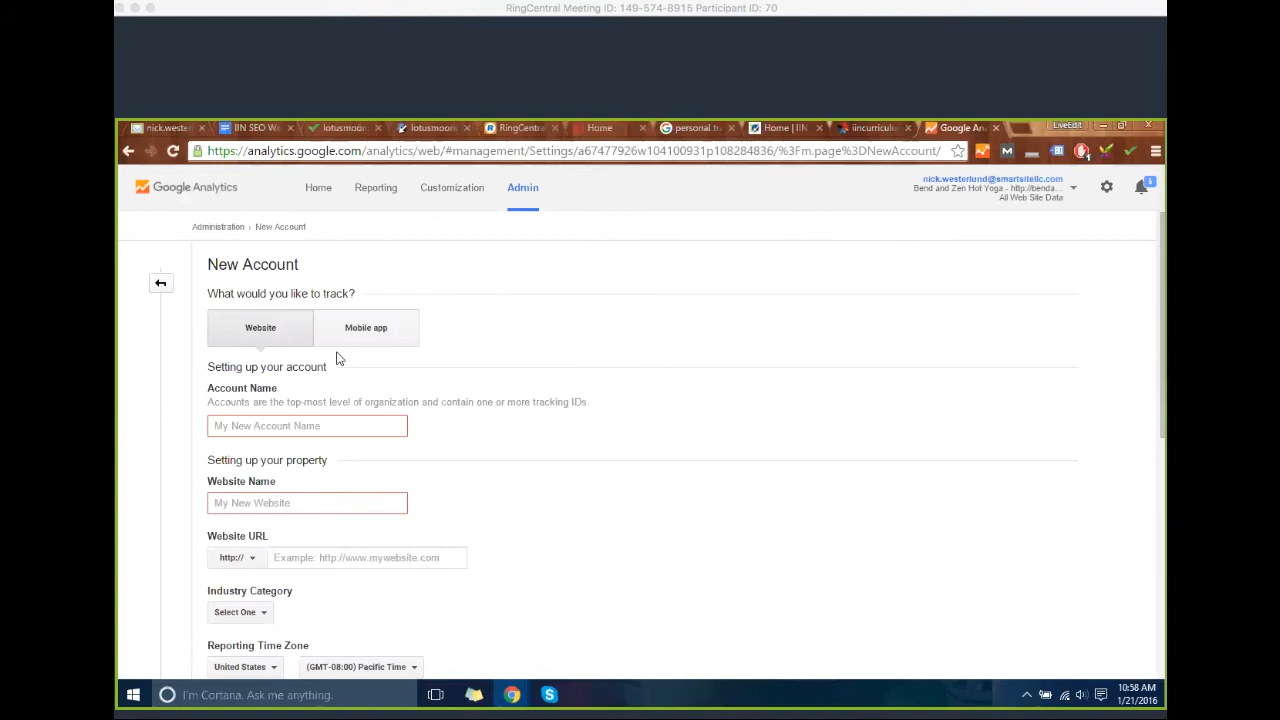 RingCentral Meeting ID: 149-574-8915 Participant ID: 70
nick.wester
IIN SEO We
lotusmoor
lotusmoor
RingCentr
Home
personal tr
Home | IIN
iincurricul
Google An
LiveEdit
https://analytics.google.com/analytics/web/#management/Settings/a67477926w104100931p108284836/%3Fm.page%3DNewAccount/
Google Analytics
Home
Reporting
Customization
Admin
nick.westerlund@smartsitellc.com
Bend and Zen Hot Yoga - http://benda...
All Web Site Data
Administration › New Account
New Account
What would you like to track?
Website
Mobile app
Setting up your account
Account Name
Accounts are the top-most level of organization and contain one or more tracking IDs.
My New Account Name
Setting up your property
Website Name
My New Website
Website URL
http://
Example: http://www.mywebsite.com
Industry Category
Select One
Reporting Time Zone
United States
(GMT-08:00) Pacific Time
I'm Cortana. Ask me anything.
10:58 AM
1/21/2016